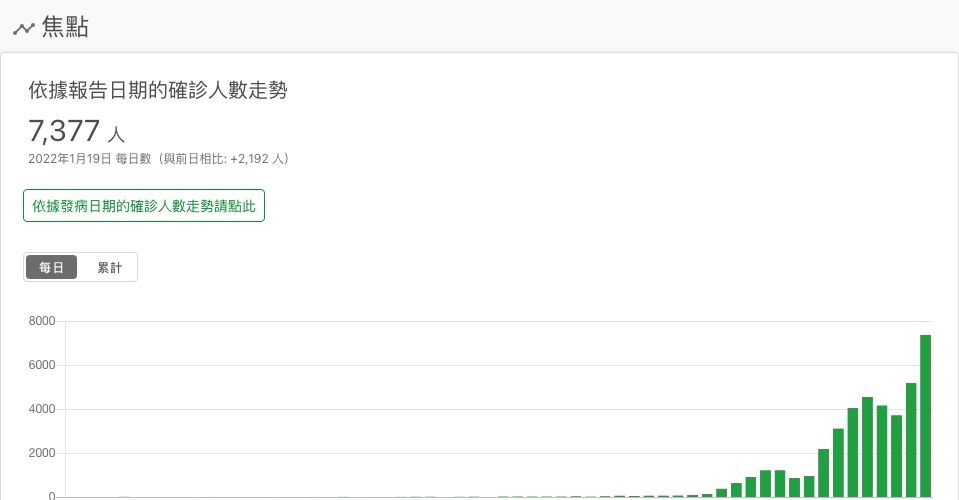 焦點
依據報告日期的確診人數走勢
7,377 人
2022年1月19日 每日數（與前日相比: +2,192 人）
依據發病日期的確診人數走勢請點此
每日 累計
8000
6000
4000
2000
0